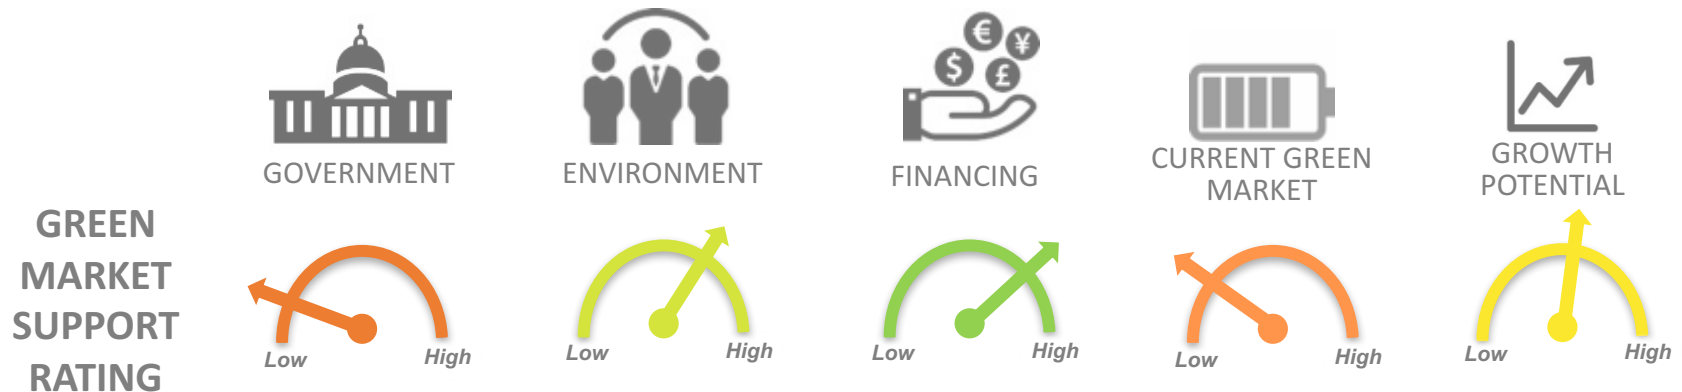 GOVERNMENT
ENVIRONMENT
FINANCING
CURRENT GREEN
MARKET
GROWTH
POTENTIAL
GREEN
MARKET
SUPPORT
RATING
Low High
Low High
Low High
Low High
Low High
€
¥
$
£